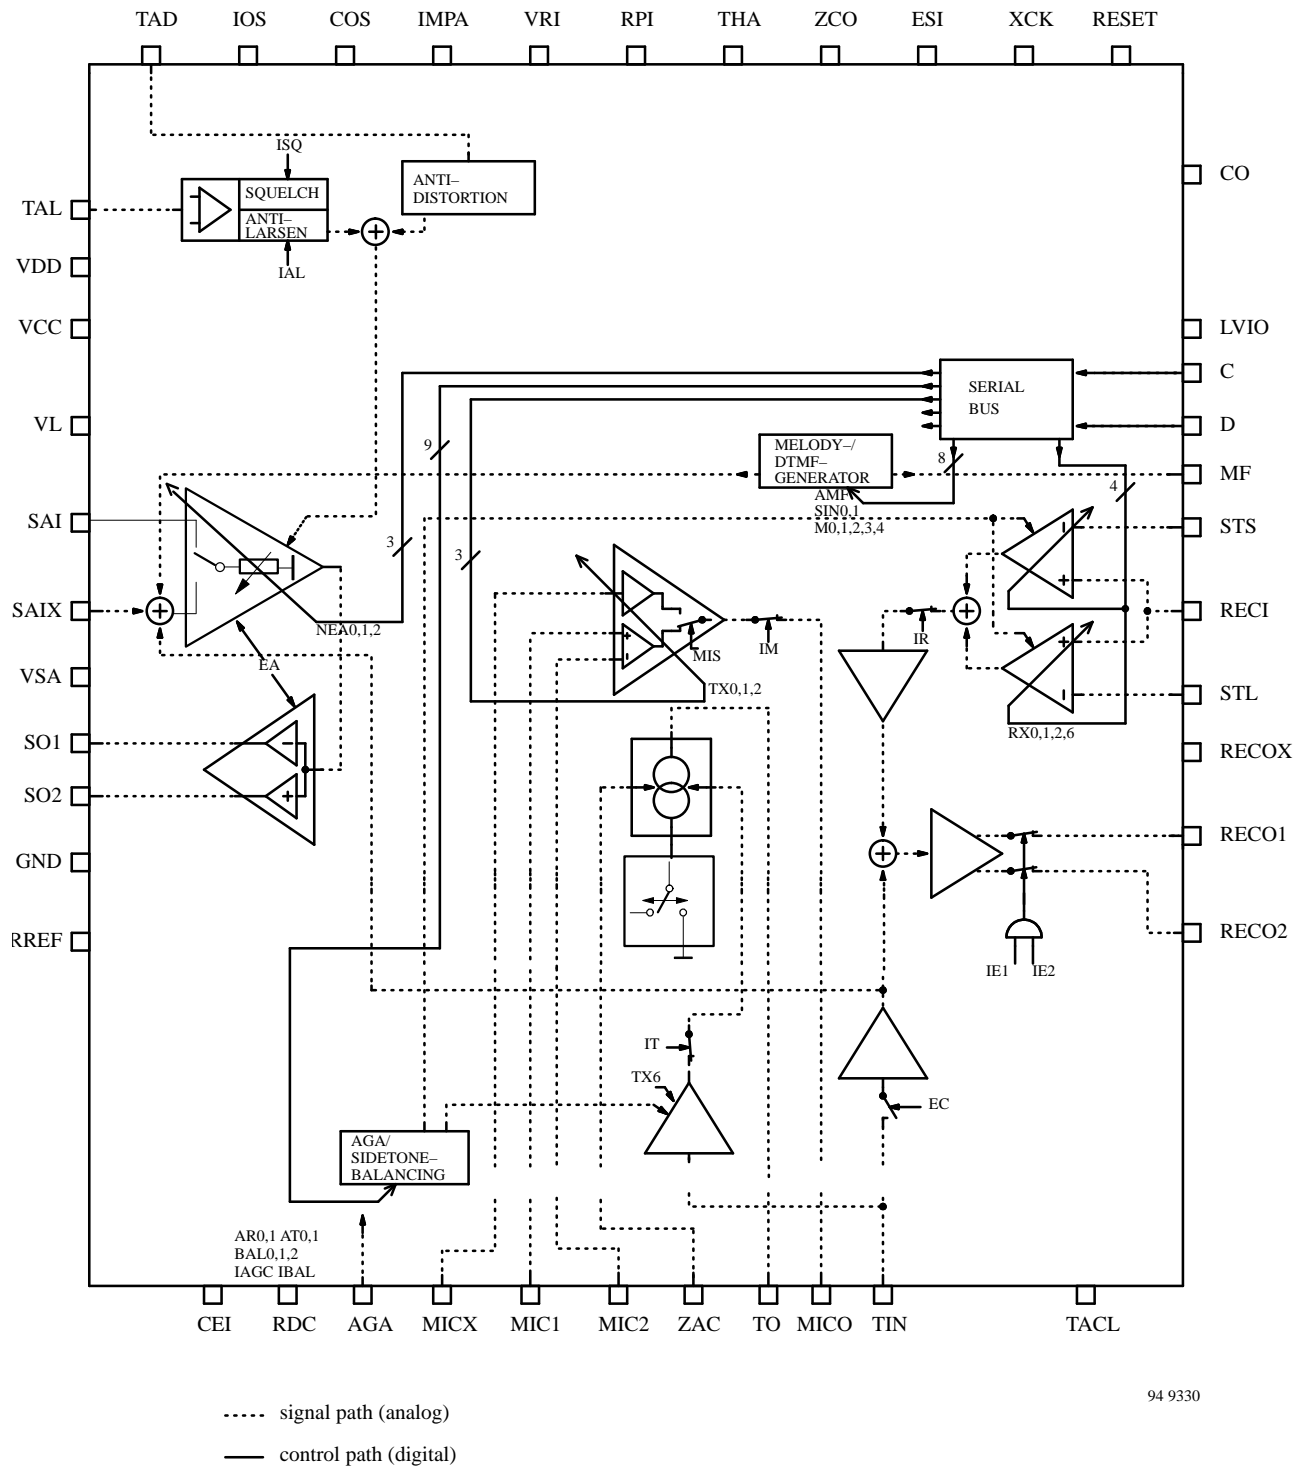 TAD IOS COS IMPA VRI RPI THA ZCO ESI XCK RESET
ISQ
SQUELCH
ANTI–
LARSEN
IAL
ANTI–
DISTORTION
TAL
VDD
VCC
VL
SAI
SAIX
VSA
SO1
SO2
GND
RREF
CO
LVIO
C
D
MF
STS
RECI
STL
RECOX
RECO1
RECO2
SERIAL
BUS
MELODY–/
DTMF–
GENERATOR
AMF
SIN0,1
M0,1,2,3,4
9
8
4
3
3
+
NEA0,1,2
EA
MIS
IM
TX0,1,2
IR
RX0,1,2,6
IE1 IE2
IT
TX6
EC
AGA/
SIDETONE–
BALANCING
AR0,1 AT0,1
BAL0,1,2
IAGC IBAL
CEI RDC AGA MICX MIC1 MIC2 ZAC TO MICO TIN TACL
94 9330
signal path (analog)
control path (digital)